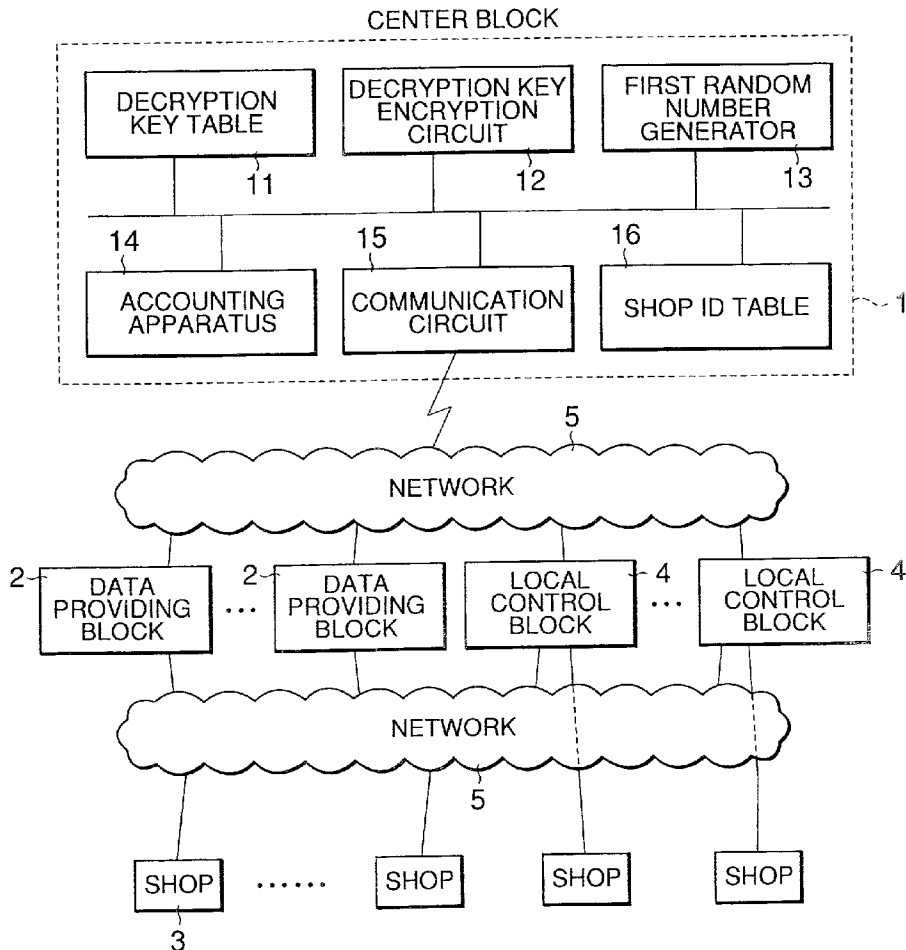 CENTER BLOCK
DECRYPTION
KEY TABLE
11
DECRYPTION KEY
ENCRYPTION
CIRCUIT
12
FIRST RANDOM
NUMBER
GENERATOR
13
14
ACCOUNTING
APPARATUS
15
COMMUNICATION
CIRCUIT
16
SHOP ID TABLE
1
5
NETWORK
2
DATA
PROVIDING
BLOCK
...
2
DATA
PROVIDING
BLOCK
LOCAL
CONTROL
BLOCK
4
...
LOCAL
CONTROL
BLOCK
4
NETWORK
5
SHOP
3
......
SHOP
SHOP
SHOP